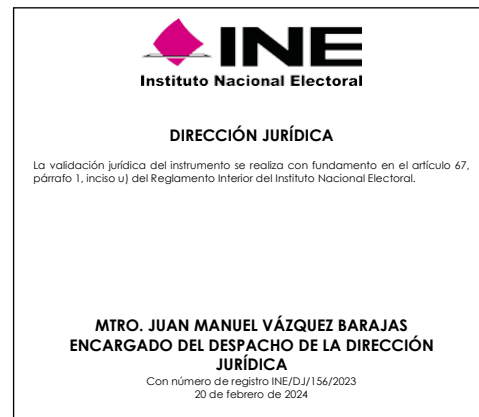 INE
Instituto Nacional Electoral
DIRECCIÓN JURÍDICA
La validación jurídica del instrumento se realiza con fundamento en el artículo 67,
párrafo 1, inciso u) del Reglamento Interior del Instituto Nacional Electoral.
MTRO. JUAN MANUEL VÁZQUEZ BARAJAS
ENCARGADO DEL DESPACHO DE LA DIRECCIÓN
JURÍDICA
Con número de registro INE/DJ/156/2023
20 de febrero de 2024